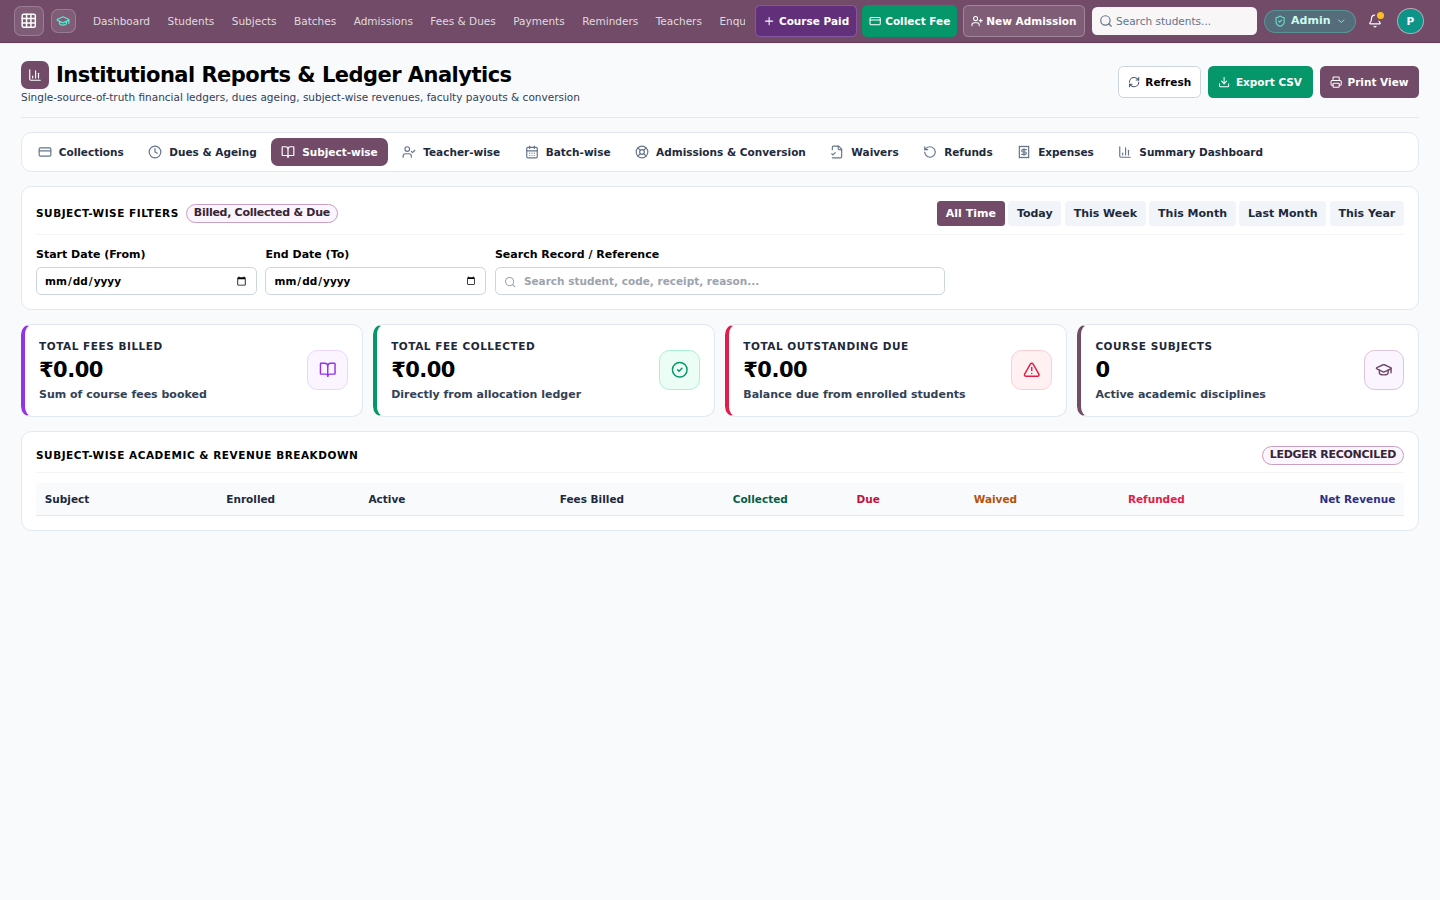 Dashboard Students Subjects Batches Admissions Fees & Dues Payments Reminders Teachers Enqu Course Paid Collect Fee New Admission Search students... Admin P
Institutional Reports & Ledger Analytics
Single-source-of-truth financial ledgers, dues ageing, subject-wise revenues, faculty payouts & conversion
Refresh Export CSV Print View
Collections Dues & Ageing Subject-wise Teacher-wise Batch-wise Admissions & Conversion Waivers Refunds Expenses Summary Dashboard
SUBJECT-WISE FILTERS Billed, Collected & Due All Time Today This Week This Month Last Month This Year
Start Date (From) End Date (To) Search Record / Reference
mm/dd/yyyy mm/dd/yyyy Search student, code, receipt, reason...
TOTAL FEES BILLED
₹0.00
Sum of course fees booked
TOTAL FEE COLLECTED
₹0.00
Directly from allocation ledger
TOTAL OUTSTANDING DUE
₹0.00
Balance due from enrolled students
COURSE SUBJECTS
0
Active academic disciplines
SUBJECT-WISE ACADEMIC & REVENUE BREAKDOWN LEDGER RECONCILED
Subject Enrolled Active Fees Billed Collected Due Waived Refunded Net Revenue